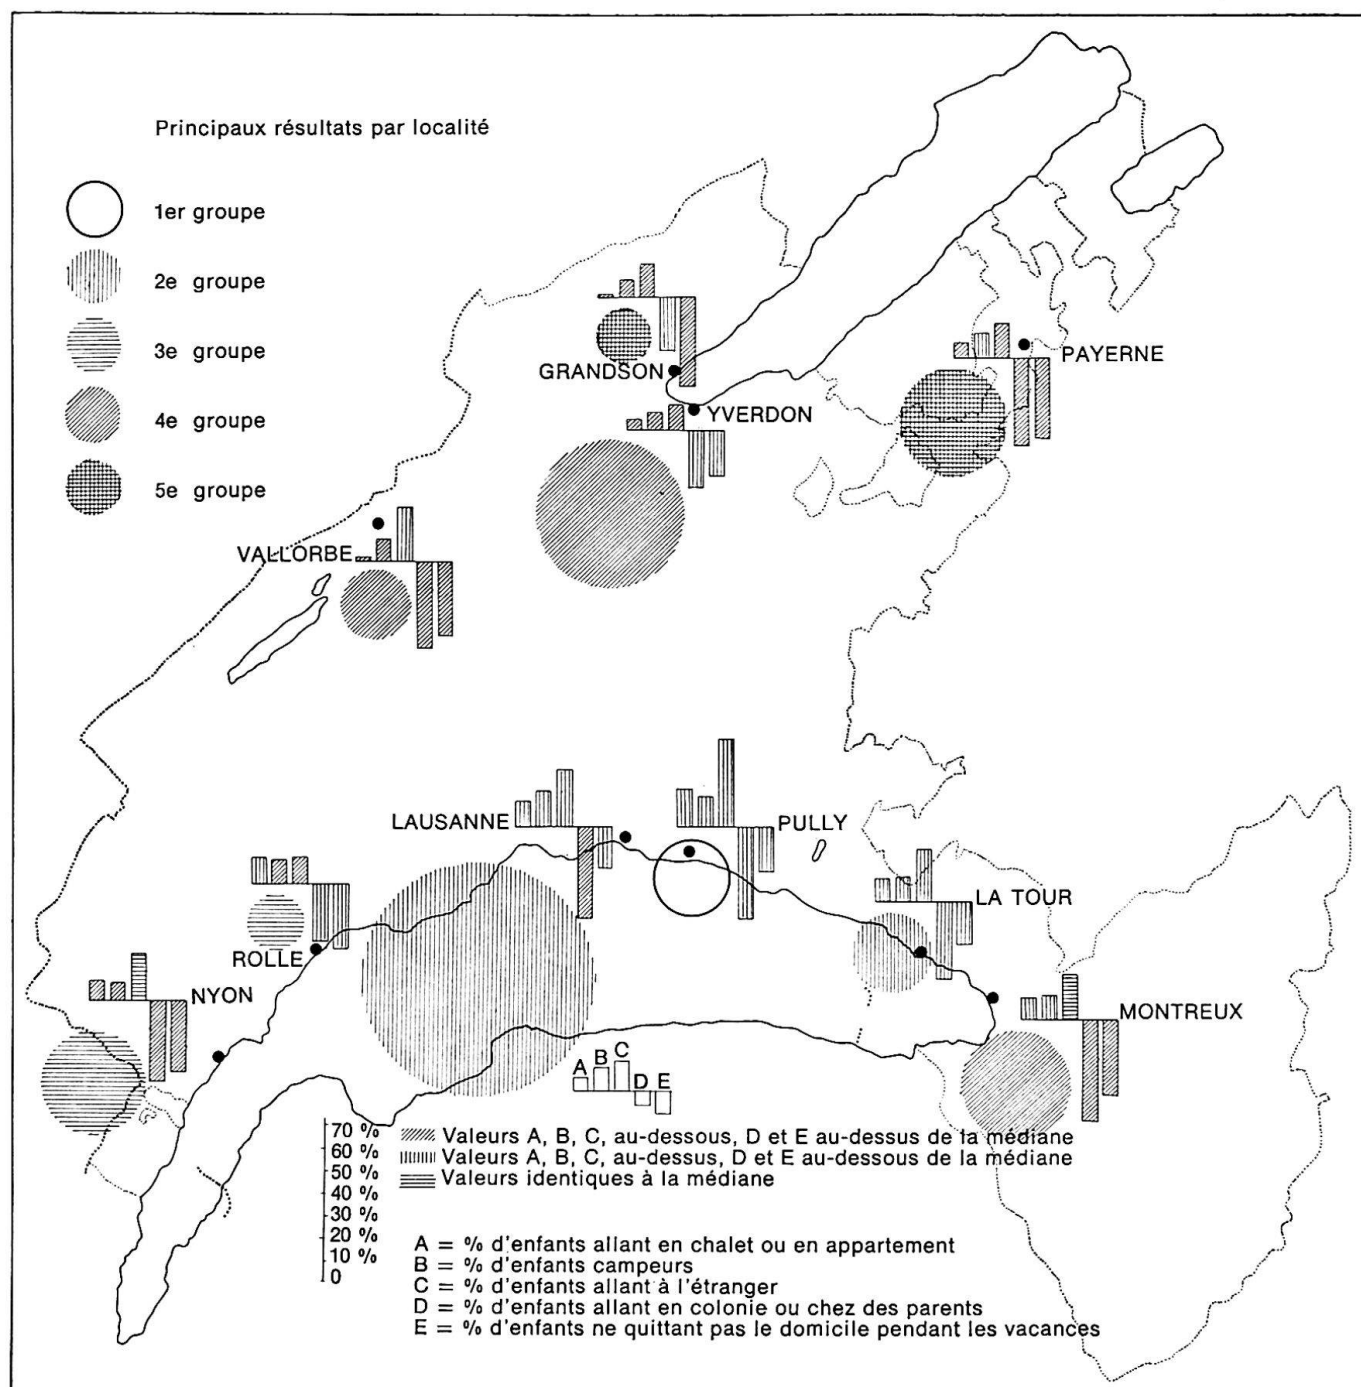 Principaux résultats par localité
1er groupe
2e groupe
3e groupe
4e groupe
5e groupe
GRANDSON
YVERDON
PAYERNE
VALLORBE
LAUSANNE
PULLY
LA TOUR
ROLLE
NYON
MONTREUX
A B C D E
70 %
60 %
50 %
40 %
30 %
20 %
10 %
0
Valeurs A, B, C, au-dessous, D et E au-dessus de la médiane
Valeurs A, B, C, au-dessus, D et E au-dessous de la médiane
Valeurs identiques à la médiane
A = % d'enfants allant en chalet ou en appartement
B = % d'enfants campeurs
C = % d'enfants allant à l'étranger
D = % d'enfants allant en colonie ou chez des parents
E = % d'enfants ne quittant pas le domicile pendant les vacances